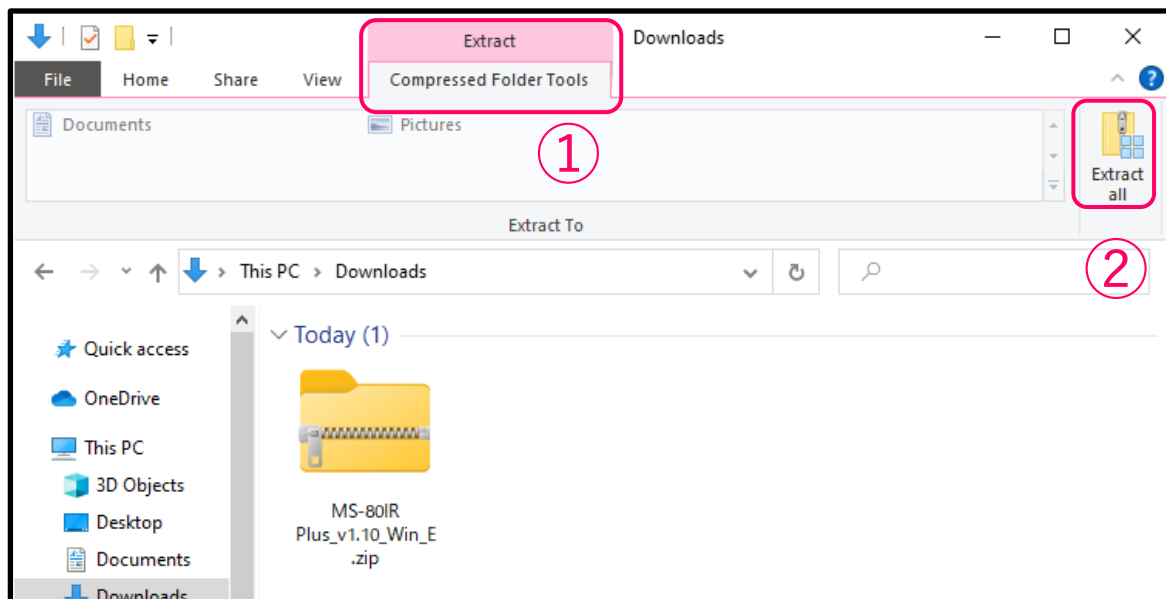 Extract
Downloads
File
Home
Share
View
Compressed Folder Tools
?
Documents
Pictures
①
Extract
all
Extract To
②
This PC > Downloads
Today (1)
Quick access
OneDrive
This PC
3D Objects
Desktop
Documents
Downloads
MS-80IR
Plus_v1.10_Win_E
.zip